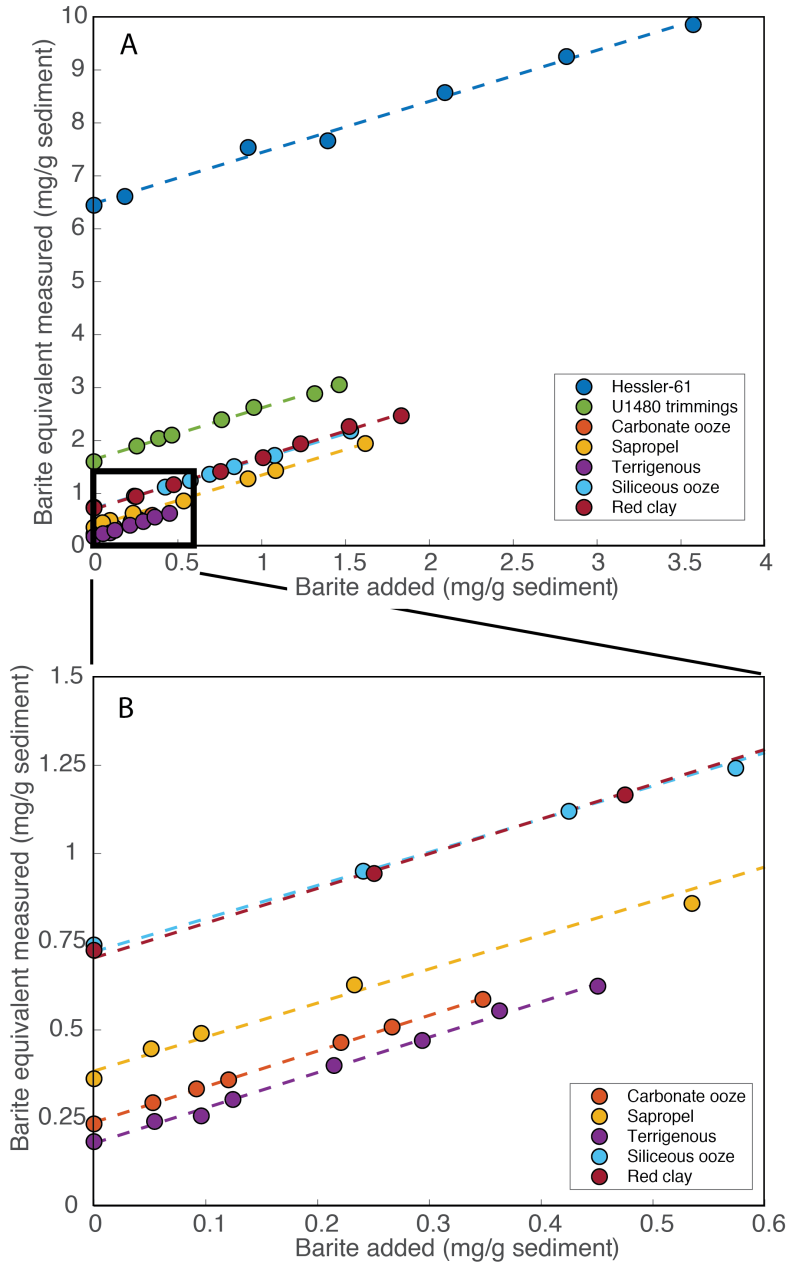 A
10
9
8
7
6
5
4
3
2
1
0
Barite equivalent measured (mg/g sediment)
Hessler-61
U1480 trimmings
Carbonate ooze
Sapropel
Terrigenous
Siliceous ooze
Red clay
0 0.5 1 1.5 2 2.5 3 3.5 4
Barite added (mg/g sediment)
B
1.5
1.25
1
0.75
0.5
0.25
0
Barite equivalent measured (mg/g sediment)
Carbonate ooze
Sapropel
Terrigenous
Siliceous ooze
Red clay
0 0.1 0.2 0.3 0.4 0.5 0.6
Barite added (mg/g sediment)